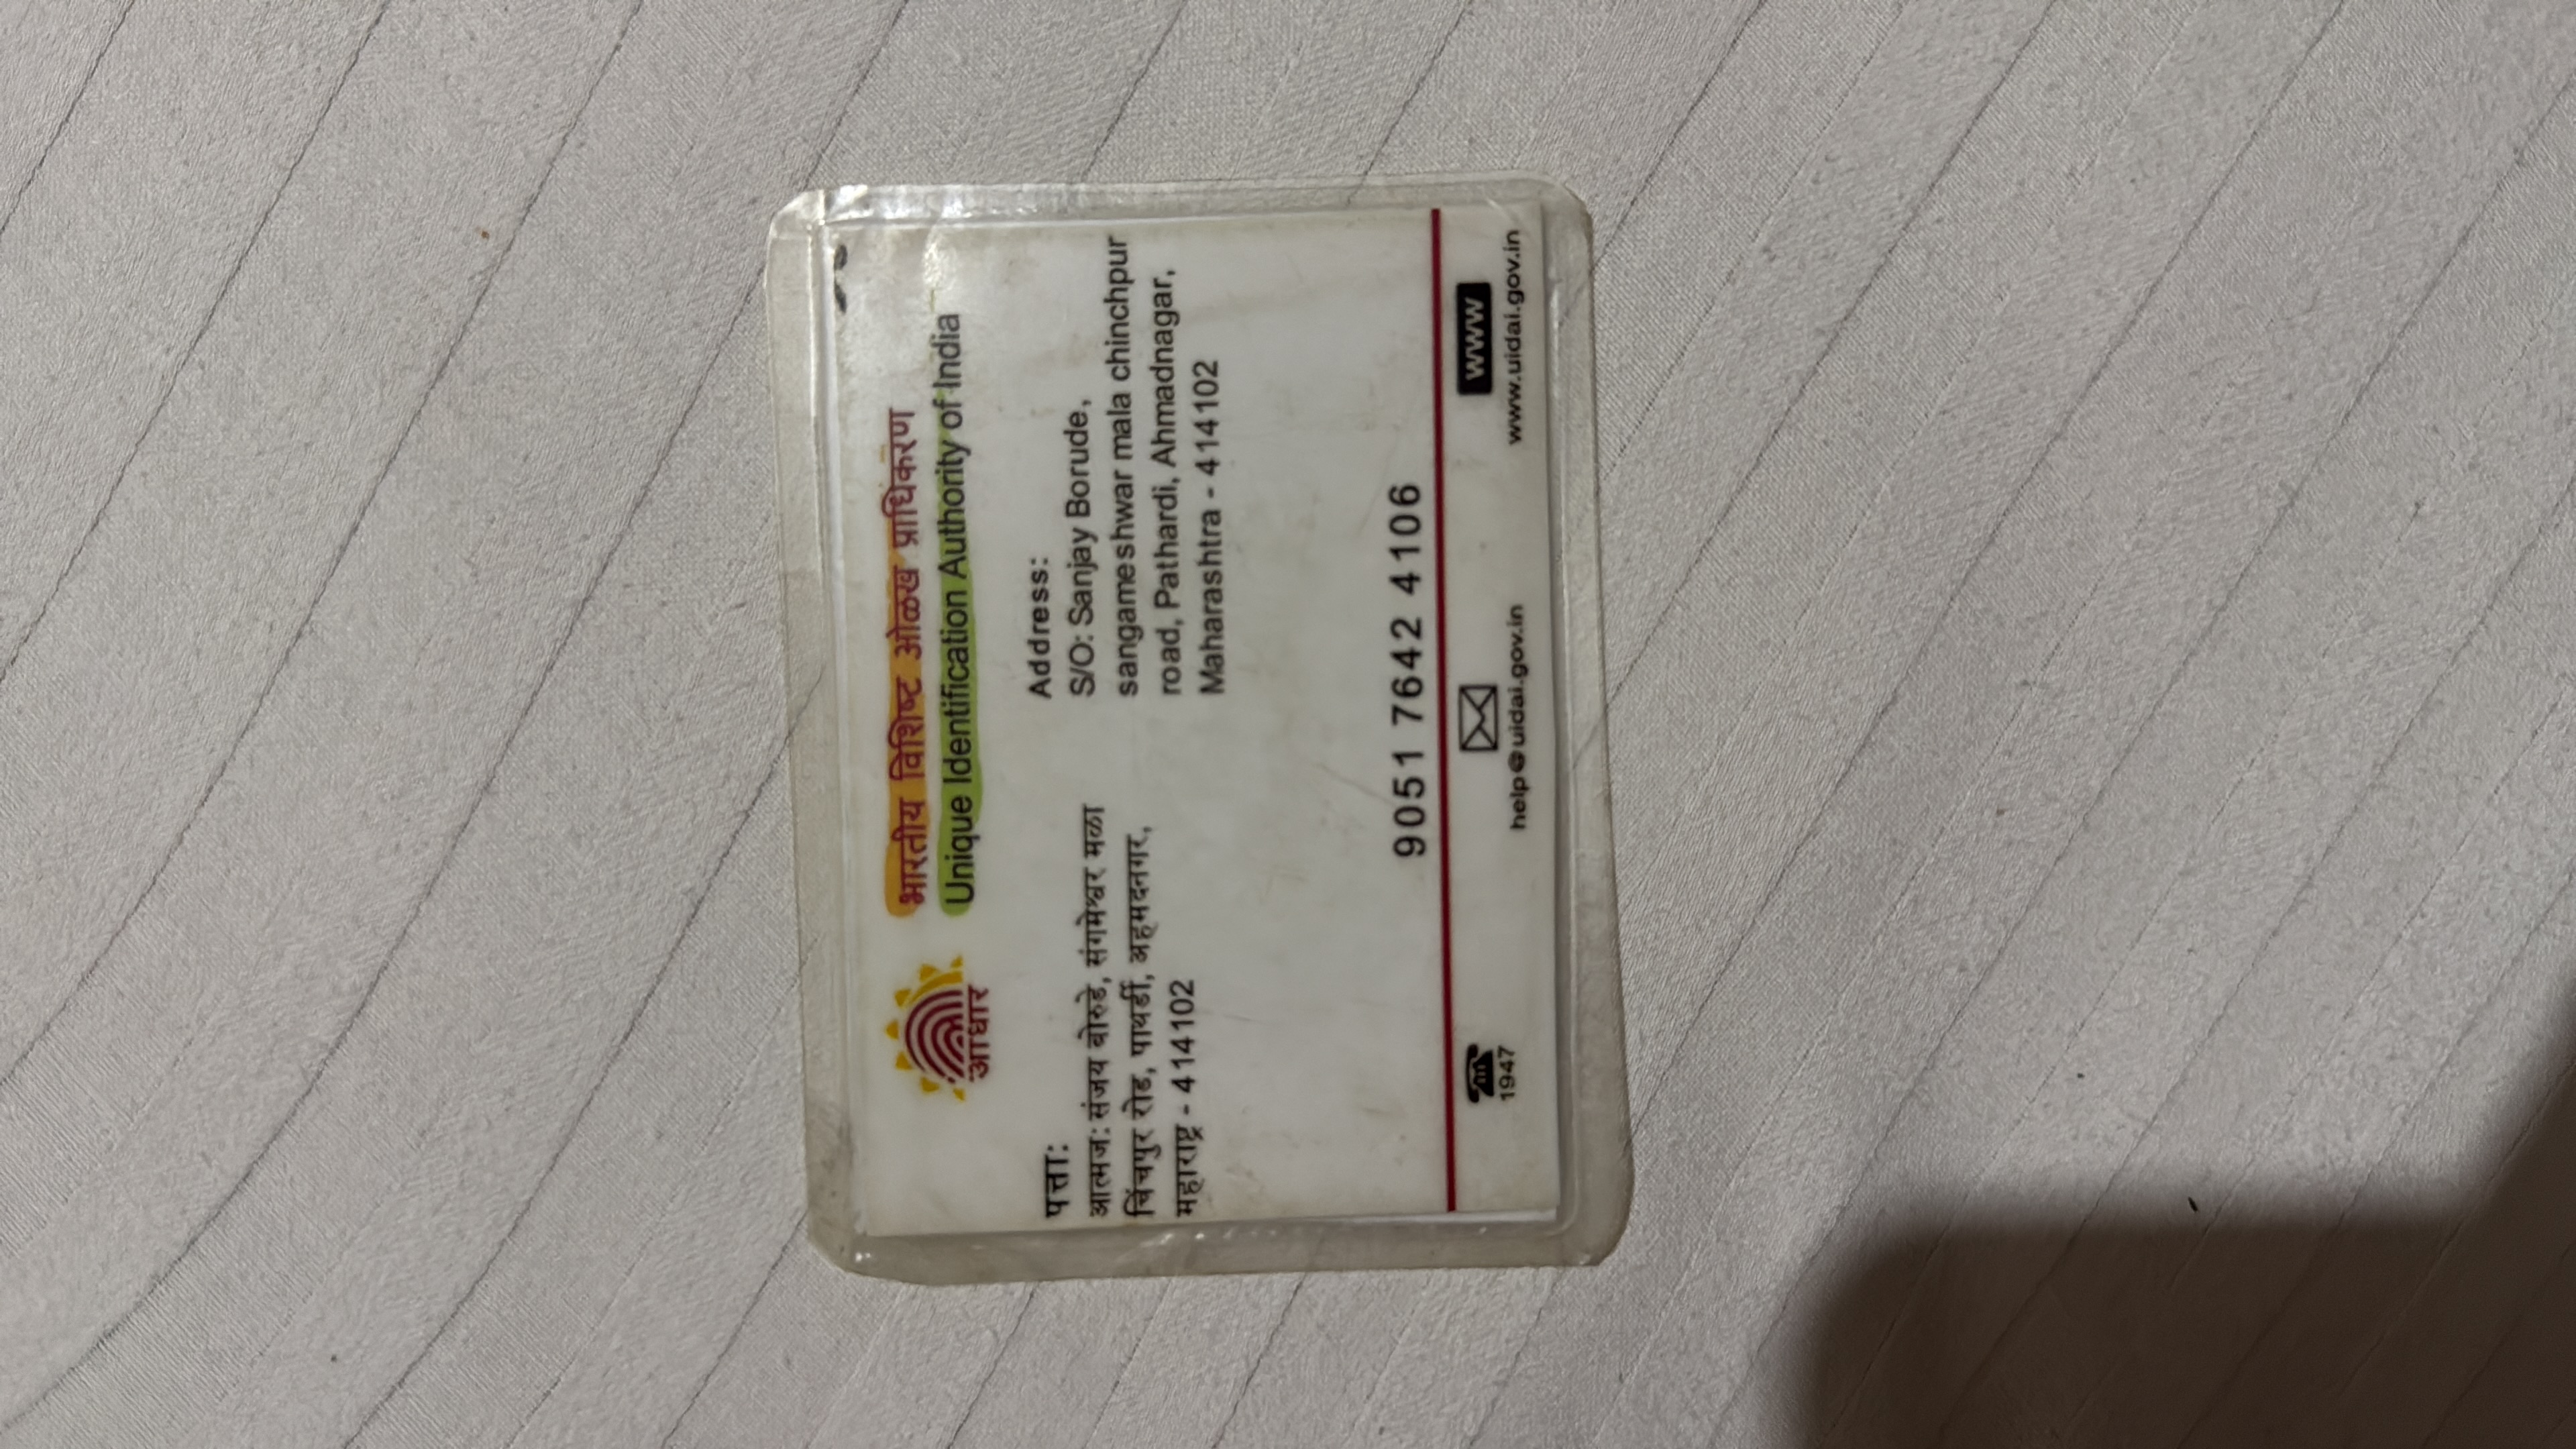 भारतीय विशिष्ट ओळख प्राधिकरण
Unique Identification Authority of India
आधार
पत्ता:
आत्मज: संजय बोरुडे, संगमेश्वर मळा
चिंचपुर रोड, पाथर्डी, अहमदनगर,
महाराष्ट्र - 414102
Address:
S/O: Sanjay Borude,
sangameshwar mala chinchpur
road, Pathardi, Ahmadnagar,
Maharashtra - 414102
9051 7642 4106
1947
help@uidai.gov.in
WWW
www.uidai.gov.in